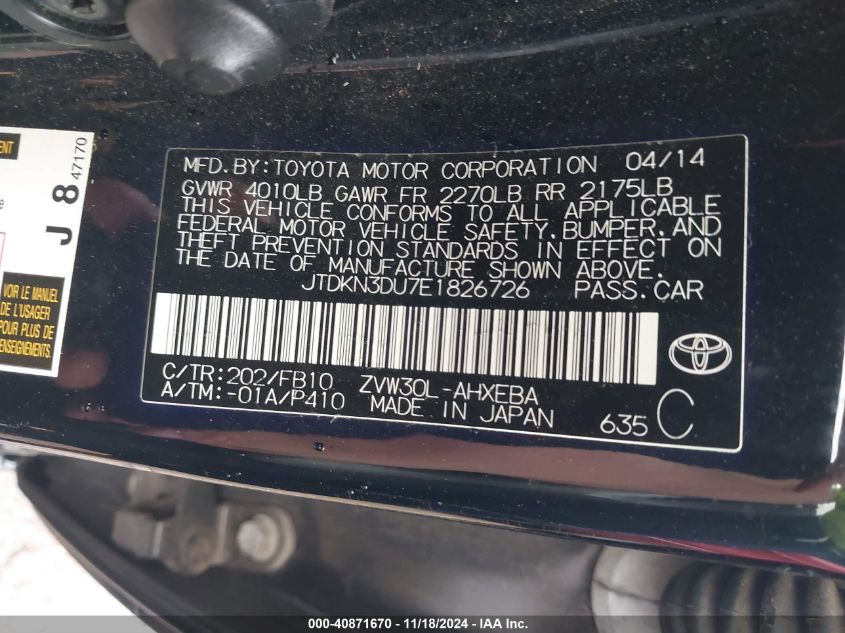 MFD.BY:TOYOTA MOTOR CORPORATION 04/14
GVWR 4010LB GAWR FR 2270LB RR 2175LB
THIS VEHICLE CONFORMS TO ALL APPLICABLE
FEDERAL MOTOR VEHICLE SAFETY,BUMPER,AND
THEFT PREVENTION STANDARDS IN EFFECT ON
THE DATE OF MANUFACTURE SHOWN ABOVE.
JTDKN3DU7E1826726 PASS.CAR
C/TR:202/FB10 ZVW30L-AHXEBA
A/TM:-01A/P410 MADE IN JAPAN
635 C
J 8 47170
VOIR LE MANUEL
DE L'USAGER
POUR PLUS DE
000-40871670 - 11/18/2024 - IAA Inc.